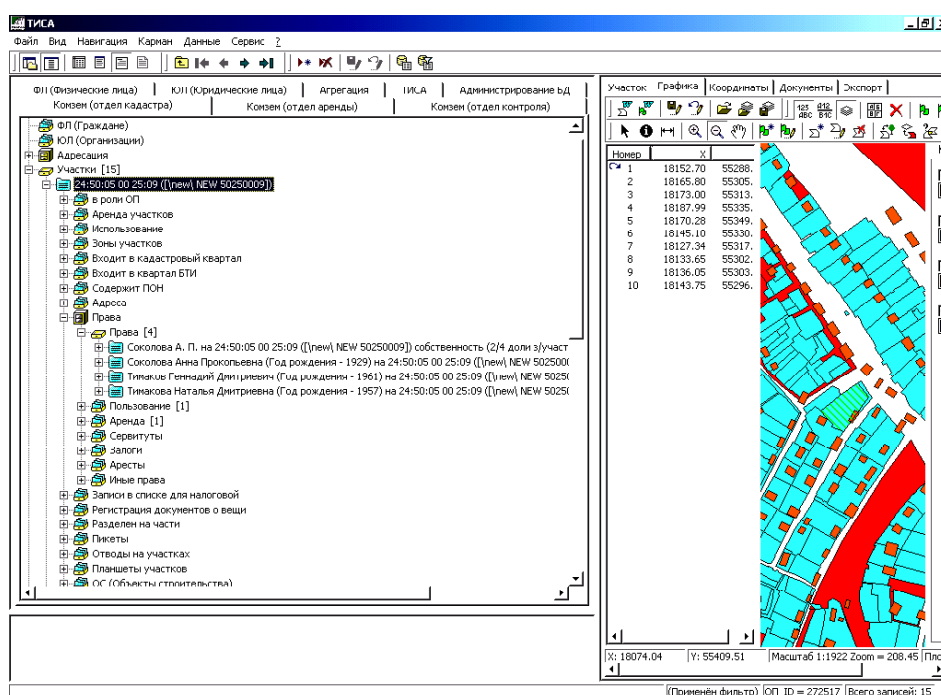 ТИСА
Файл Вид Навигация Карман Данные Сервис ?
ФЛ (Физические лица) ЮЛ (Юридические лица) Агрегация ТИСА Администрирование БД
Комзем (отдел кадастра) Комзем (отдел аренды) Комзем (отдел контроля)
ФЛ (Граждане)
ЮЛ (Организации)
Адресация
Участки [15]
24:50:05 00 25:09 ([\new\ NEW 50250009])
в роли ОП
Аренда участков
Использование
Зоны участков
Входит в кадастровый квартал
Входит в квартал БТИ
Содержит ПОН
Адреса
Права
Права [4]
Соколова А. П. на 24:50:05 00 25:09 ([\new\ NEW 50250009]) собственность (2/4 доли з/участ
Соколова Анна Прокопьевна (Год рождения - 1929) на 24:50:05 00 25:09 ([\new\ NEW 502500
Тимаков Геннадий Дмитриевич (Год рождения - 1961) на 24:50:05 00 25:09 ([\new\ NEW 5025
Тимакова Наталья Дмитриевна (Год рождения - 1957) на 24:50:05 00 25:09 ([\new\ NEW 5025
Пользование [1]
Аренда [1]
Сервитуты
Залоги
Аресты
Иные права
Записи в списке для налоговой
Регистрация документов о вещи
Разделен на части
Пикеты
Отводы на участках
Планшеты участков
ОС (Объекты строительства)
Участок Графика Координаты Документы Экспорт
Номер X
1 18152.70 55288.
2 18165.80 55305.
3 18173.00 55313.
4 18187.99 55335.
5 18170.28 55349.
6 18145.10 55330.
7 18127.34 55317.
8 18133.65 55302.
9 18136.05 55303.
10 18143.75 55296.
X: 18074.04 Y: 55409.51 Масштаб 1:1922 Zoom = 208.45 Пло
(Применён фильтр) ОП_ID = 272517 Всего записей: 15